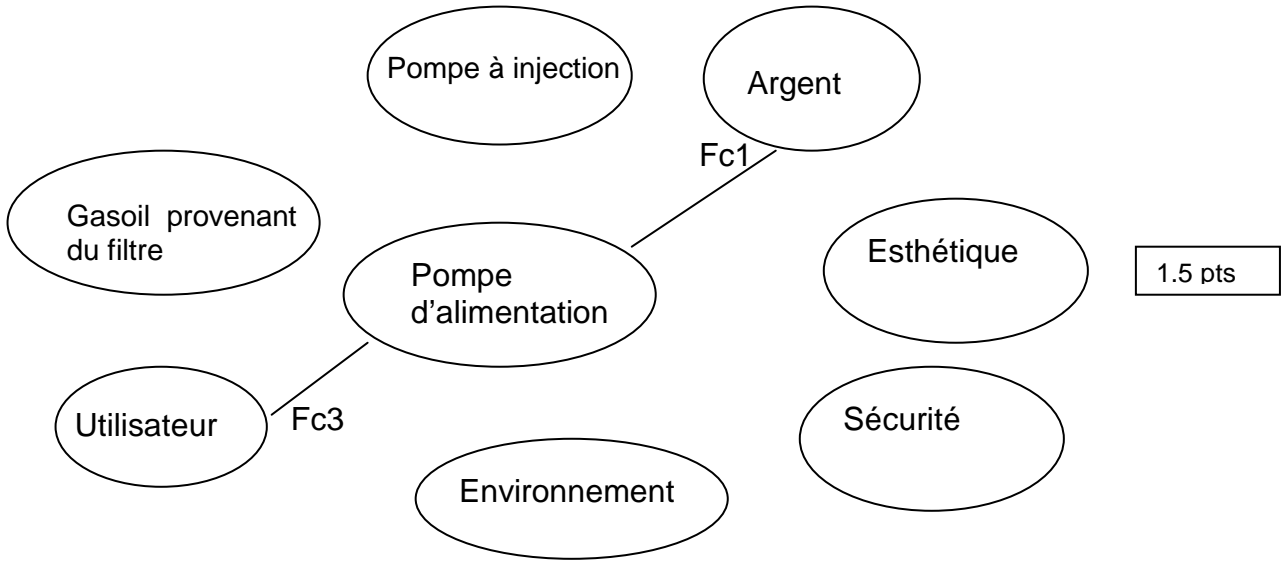 Pompe à injection
Argent
Fc1
Gasoil provenant
du filtre
Esthétique
1.5 pts
Pompe
d’alimentation
Utilisateur
Fc3
Sécurité
Environnement